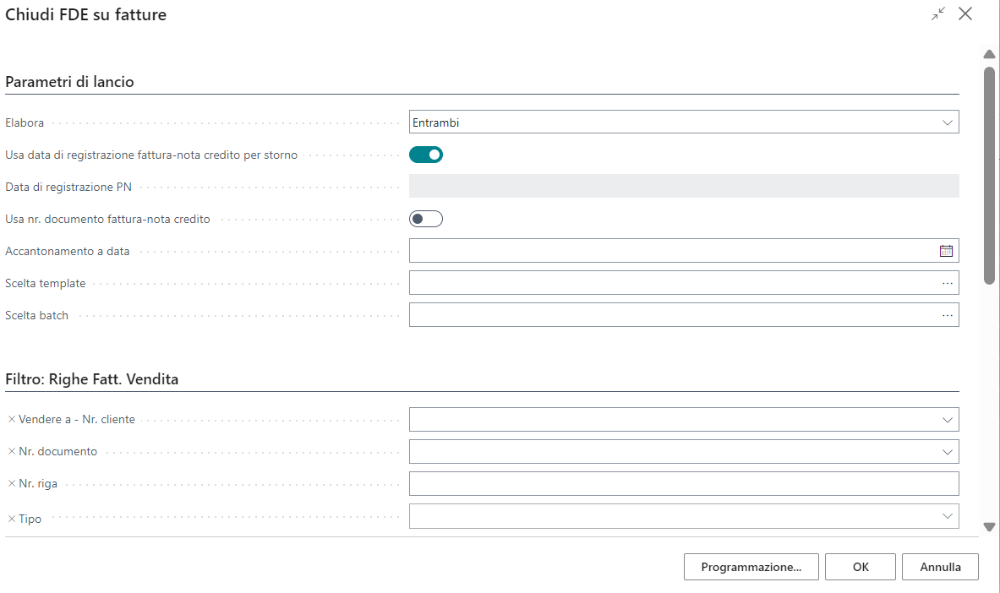 Chiudi FDE su fatture
Parametri di lancio
Elabora
Entrambi
Usa data di registrazione fattura-nota credito per storno
Data di registrazione PN
Usa nr. documento fattura-nota credito
Accantonamento a data
Scelta template
Scelta batch
Filtro: Righe Fatt. Vendita
Vendere a - Nr. cliente
Nr. documento
Nr. riga
Tipo
Programmazione... OK Annulla